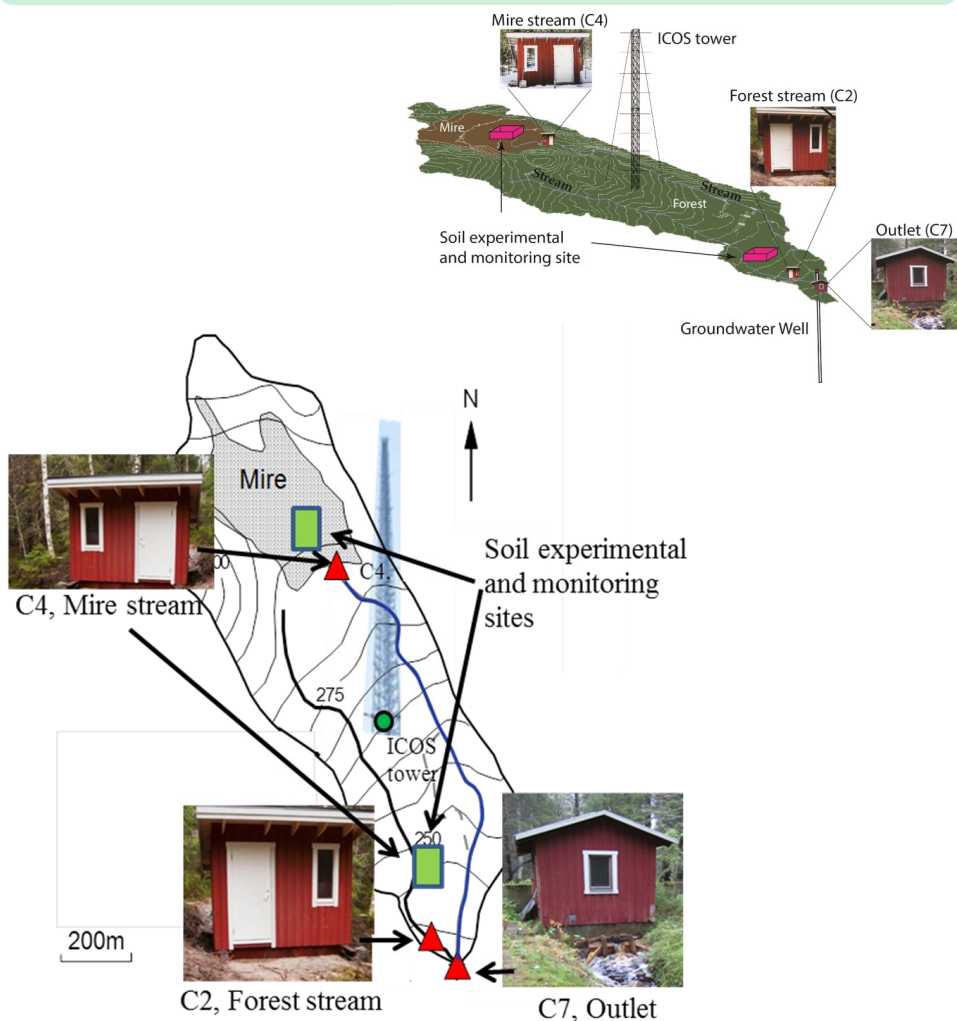 Mire stream (C4)
ICOS tower
Forest stream (C2)
Mire
Stream
Stream
Forest
Outlet (C7)
Soil experimental
and monitoring site
Groundwater Well
N
Mire
Soil experimental
and monitoring
sites
C4,
C4, Mire stream
275
ICOS
tower
250
200m
C2, Forest stream
C7, Outlet